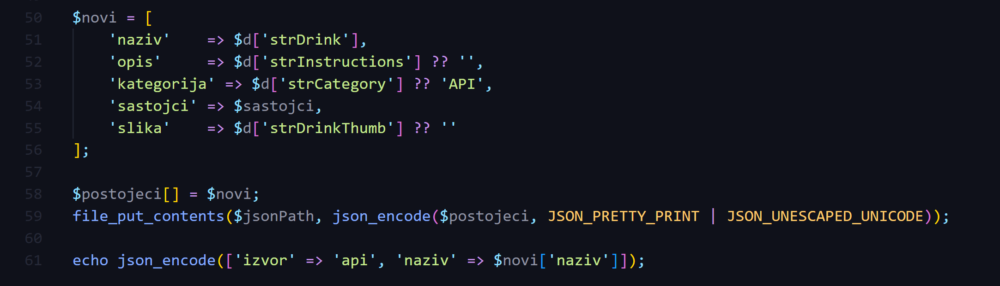 50 $novi = [
51     'naziv'    => $d['strDrink'],
52     'opis'     => $d['strInstructions'] ?? '',
53     'kategorija' => $d['strCategory'] ?? 'API',
54     'sastojci' => $sastojci,
55     'slika'    => $d['strDrinkThumb'] ?? ''
56 ];
57
58 $postojeci[] = $novi;
59 file_put_contents($jsonPath, json_encode($postojeci, JSON_PRETTY_PRINT | JSON_UNESCAPED_UNICODE));
60
61 echo json_encode(['izvor' => 'api', 'naziv' => $novi['naziv']]);